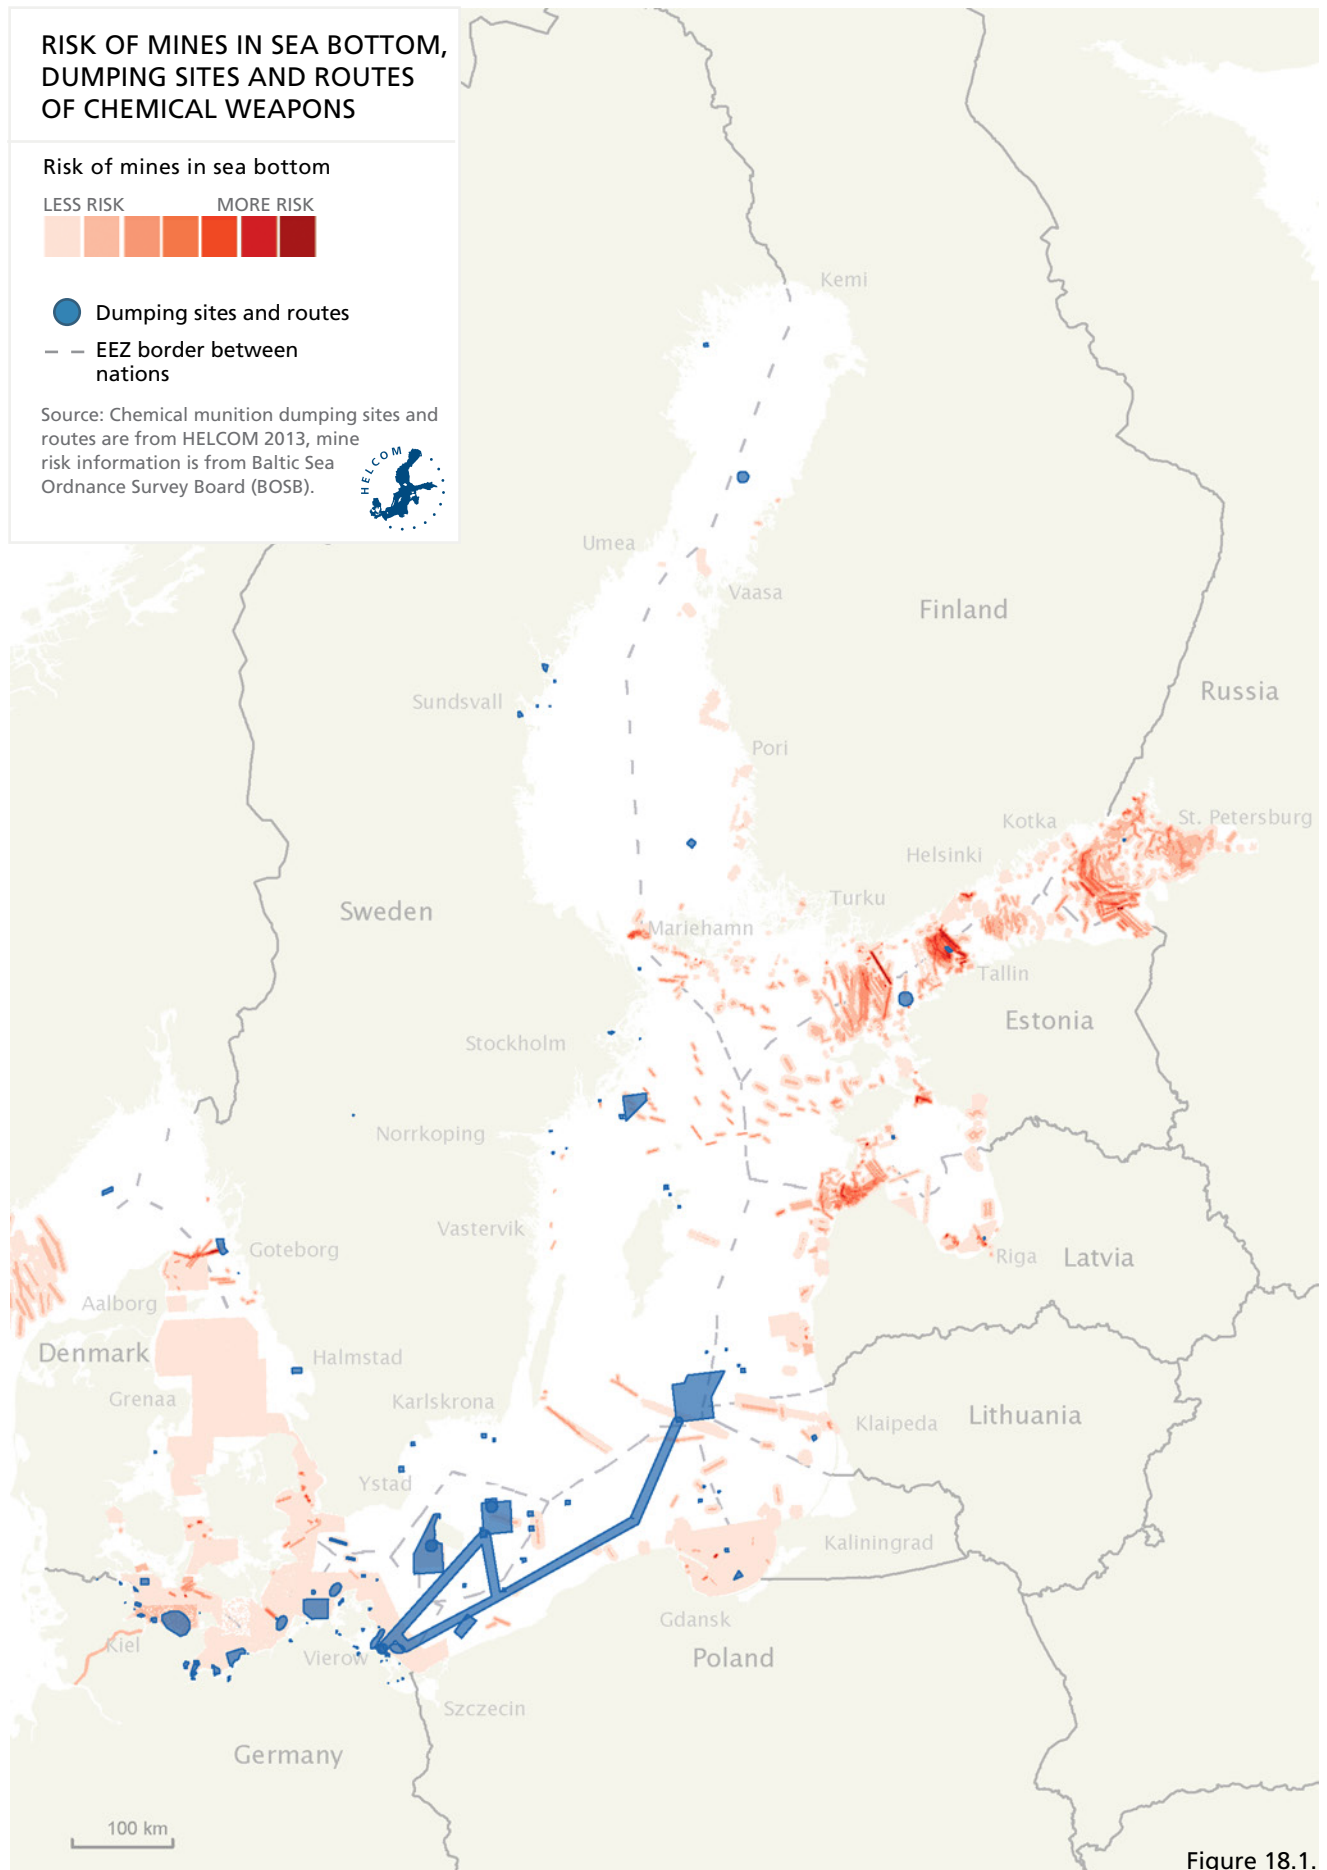 RISK OF MINES IN SEA BOTTOM,
DUMPING SITES AND ROUTES
OF CHEMICAL WEAPONS
Risk of mines in sea bottom
LESS RISK MORE RISK
Dumping sites and routes
EEZ border between
nations
Source: Chemical munition dumping sites and
routes are from HELCOM 2013, mine
risk information is from Baltic Sea
Ordnance Survey Board (BOSB).
HELCOM
Kemi
Umea
Vaasa
Finland
Russia
Sundsvall
Pori
Kotka
St. Petersburg
Helsinki
Turku
Sweden
Mariehamn
Tallin
Estonia
Stockholm
Norrkoping
Vastervik
Goteborg
Riga
Latvia
Aalborg
Denmark
Halmstad
Grenaa
Karlskrona
Klaipeda
Lithuania
Ystad
Kaliningrad
Gdansk
Kiel
Vierow
Poland
Szczecin
Germany
100 km
Figure 18.1.